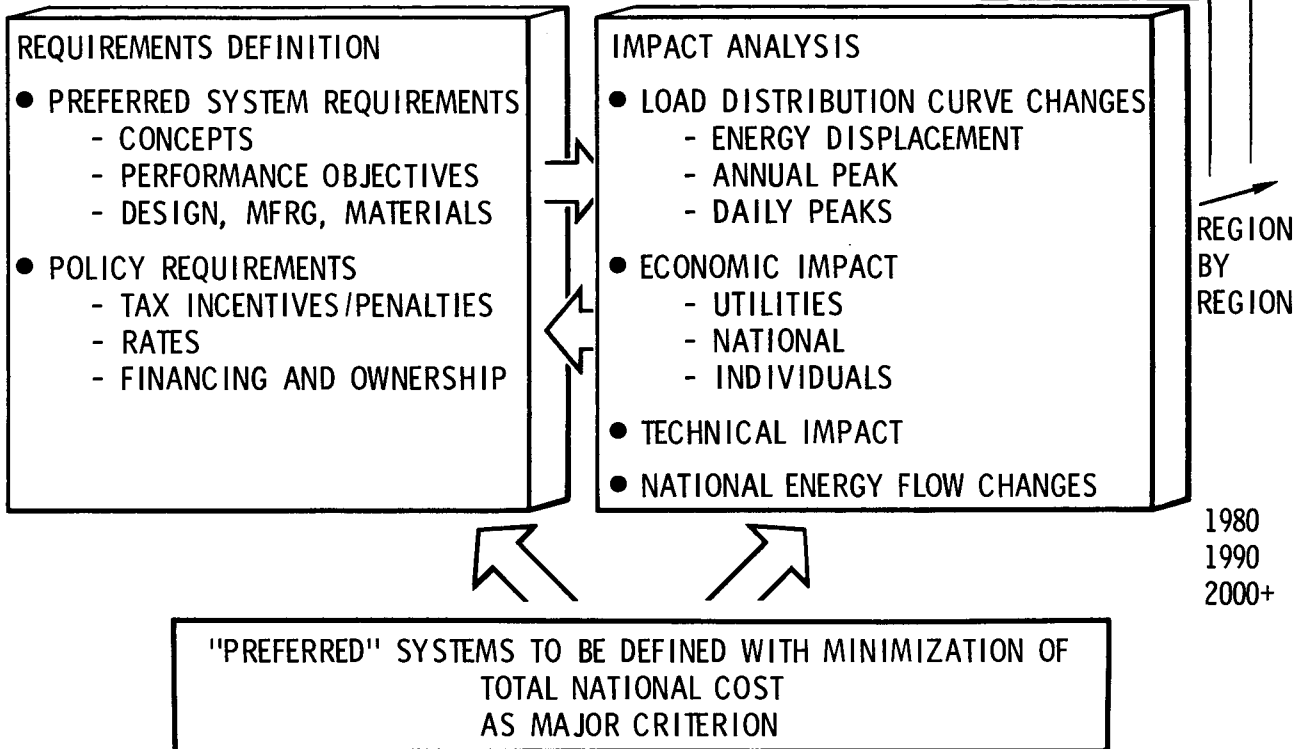 REQUIREMENTS DEFINITION
● PREFERRED SYSTEM REQUIREMENTS
- CONCEPTS
- PERFORMANCE OBJECTIVES
- DESIGN, MFRG, MATERIALS
● POLICY REQUIREMENTS
- TAX INCENTIVES/PENALTIES
- RATES
- FINANCING AND OWNERSHIP
IMPACT ANALYSIS
● LOAD DISTRIBUTION CURVE CHANGES
- ENERGY DISPLACEMENT
- ANNUAL PEAK
- DAILY PEAKS
● ECONOMIC IMPACT
- UTILITIES
- NATIONAL
- INDIVIDUALS
● TECHNICAL IMPACT
● NATIONAL ENERGY FLOW CHANGES
REGION
BY
REGION
1980
1990
2000+
"PREFERRED" SYSTEMS TO BE DEFINED WITH MINIMIZATION OF
TOTAL NATIONAL COST
AS MAJOR CRITERION